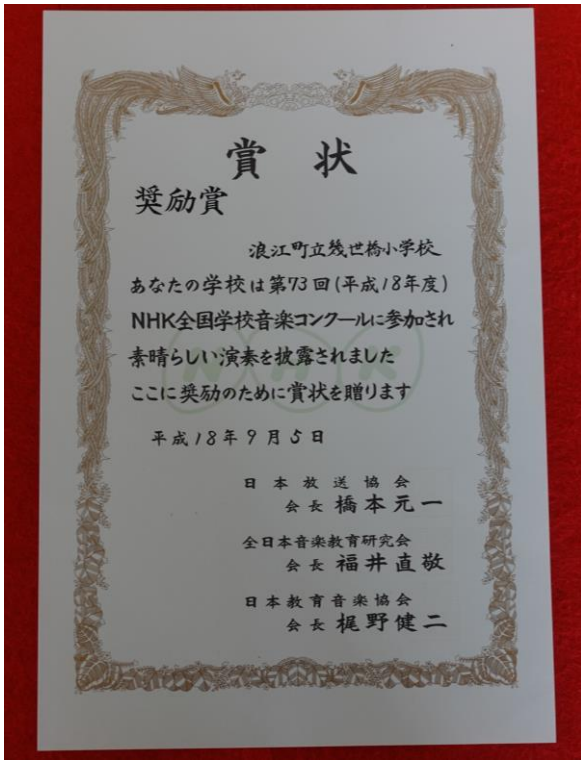 賞状
奨励賞
浪江町立幾世橋小学校
あなたの学校は第73回(平成18年度)
NHK全国学校音楽コンクールに参加され
素晴らしい演奏を披露されました
ここに奨励のために賞状を贈ります
NHK
平成18年9月5日
日本放送協会
会長 橋本元一
全日本音楽教育研究会
会長 福井直敬
日本教育音楽協会
会長 梶野健二